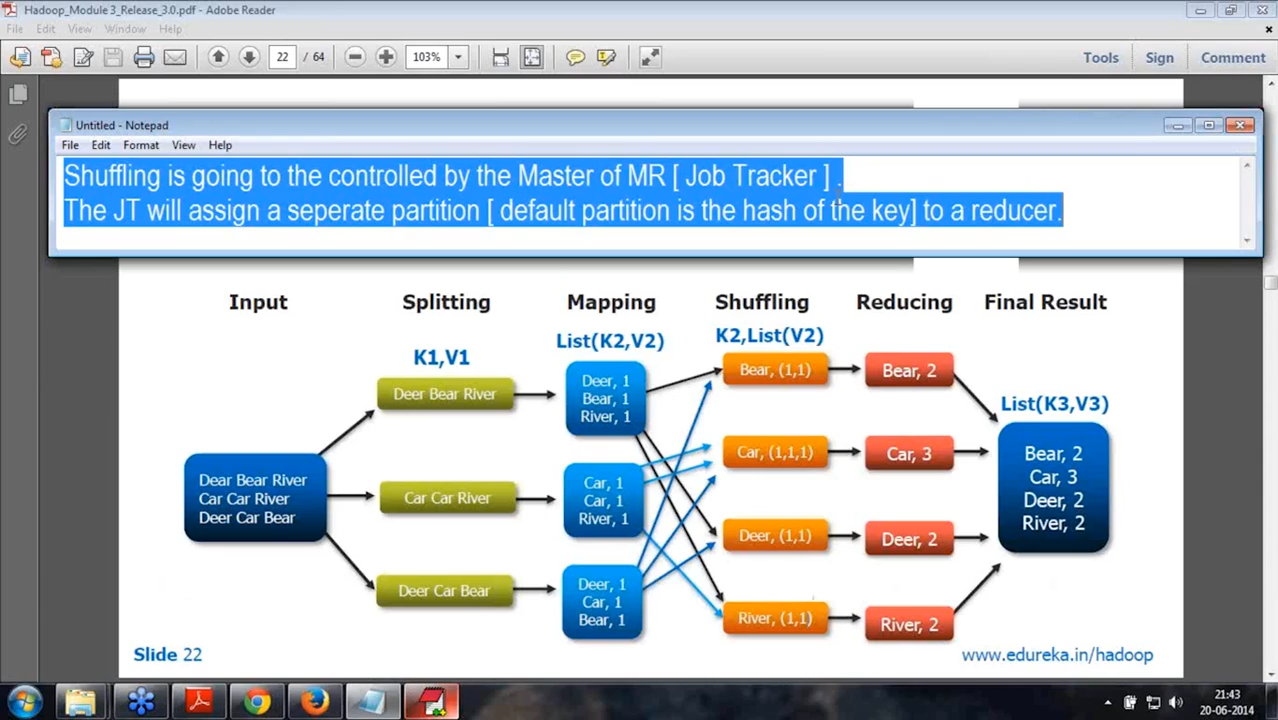 Hadoop_Module 3_Release_3.0.pdf - Adobe Reader
File Edit View Window Help
22 / 64 103% Tools Sign Comment
Untitled - Notepad
File Edit Format View Help
Shuffling is going to the controlled by the Master of MR [ Job Tracker ] .
The JT will assign a seperate partition [ default partition is the hash of the key] to a reducer.
Input Splitting Mapping Shuffling Reducing Final Result
K1,V1
List(K2,V2)
K2,List(V2)
List(K3,V3)
Dear Bear River
Car Car River
Deer Car Bear
Deer Bear River
Car Car River
Deer Car Bear
Deer, 1
Bear, 1
River, 1
Car, 1
Car, 1
River, 1
Deer, 1
Car, 1
Bear, 1
Bear, (1,1)
Car, (1,1,1)
Deer, (1,1)
River, (1,1)
Bear, 2
Car, 3
Deer, 2
River, 2
Bear, 2
Car, 3
Deer, 2
River, 2
Slide 22
www.edureka.in/hadoop
21:43
20-06-2014